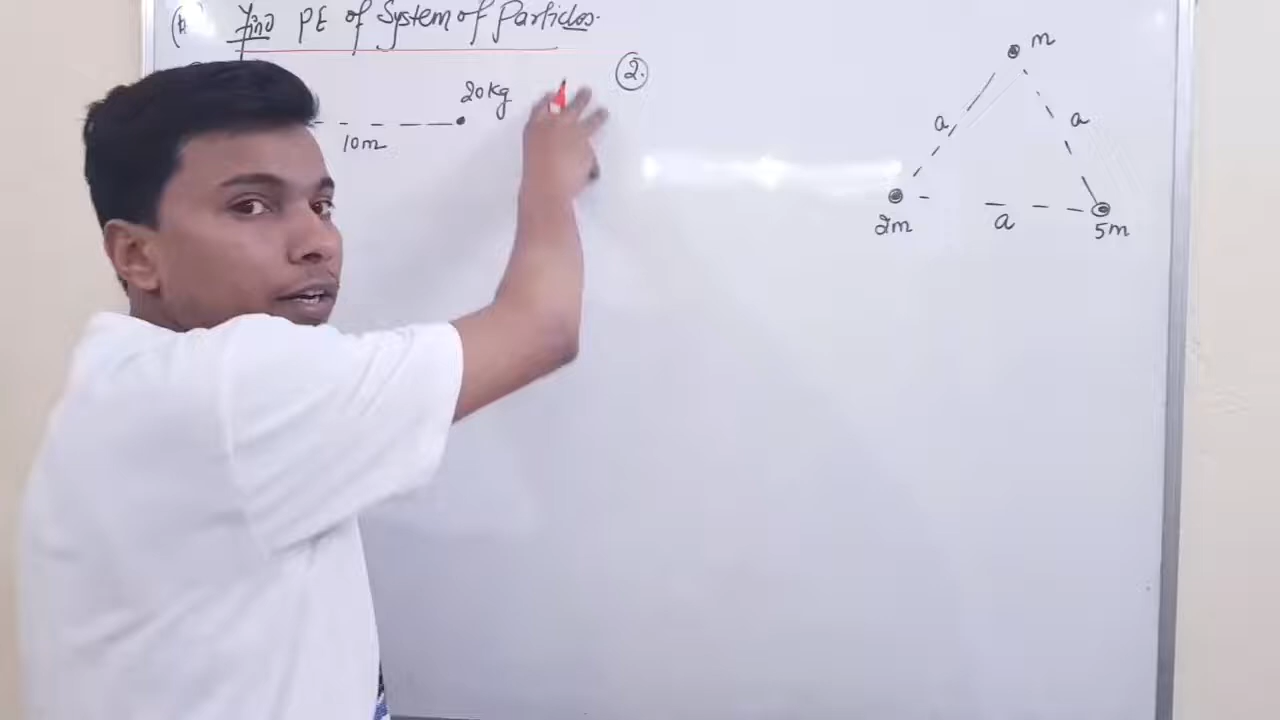 Find PE of System of Particles.
20kg
10m
2.
m
a
a
2m
a
5m